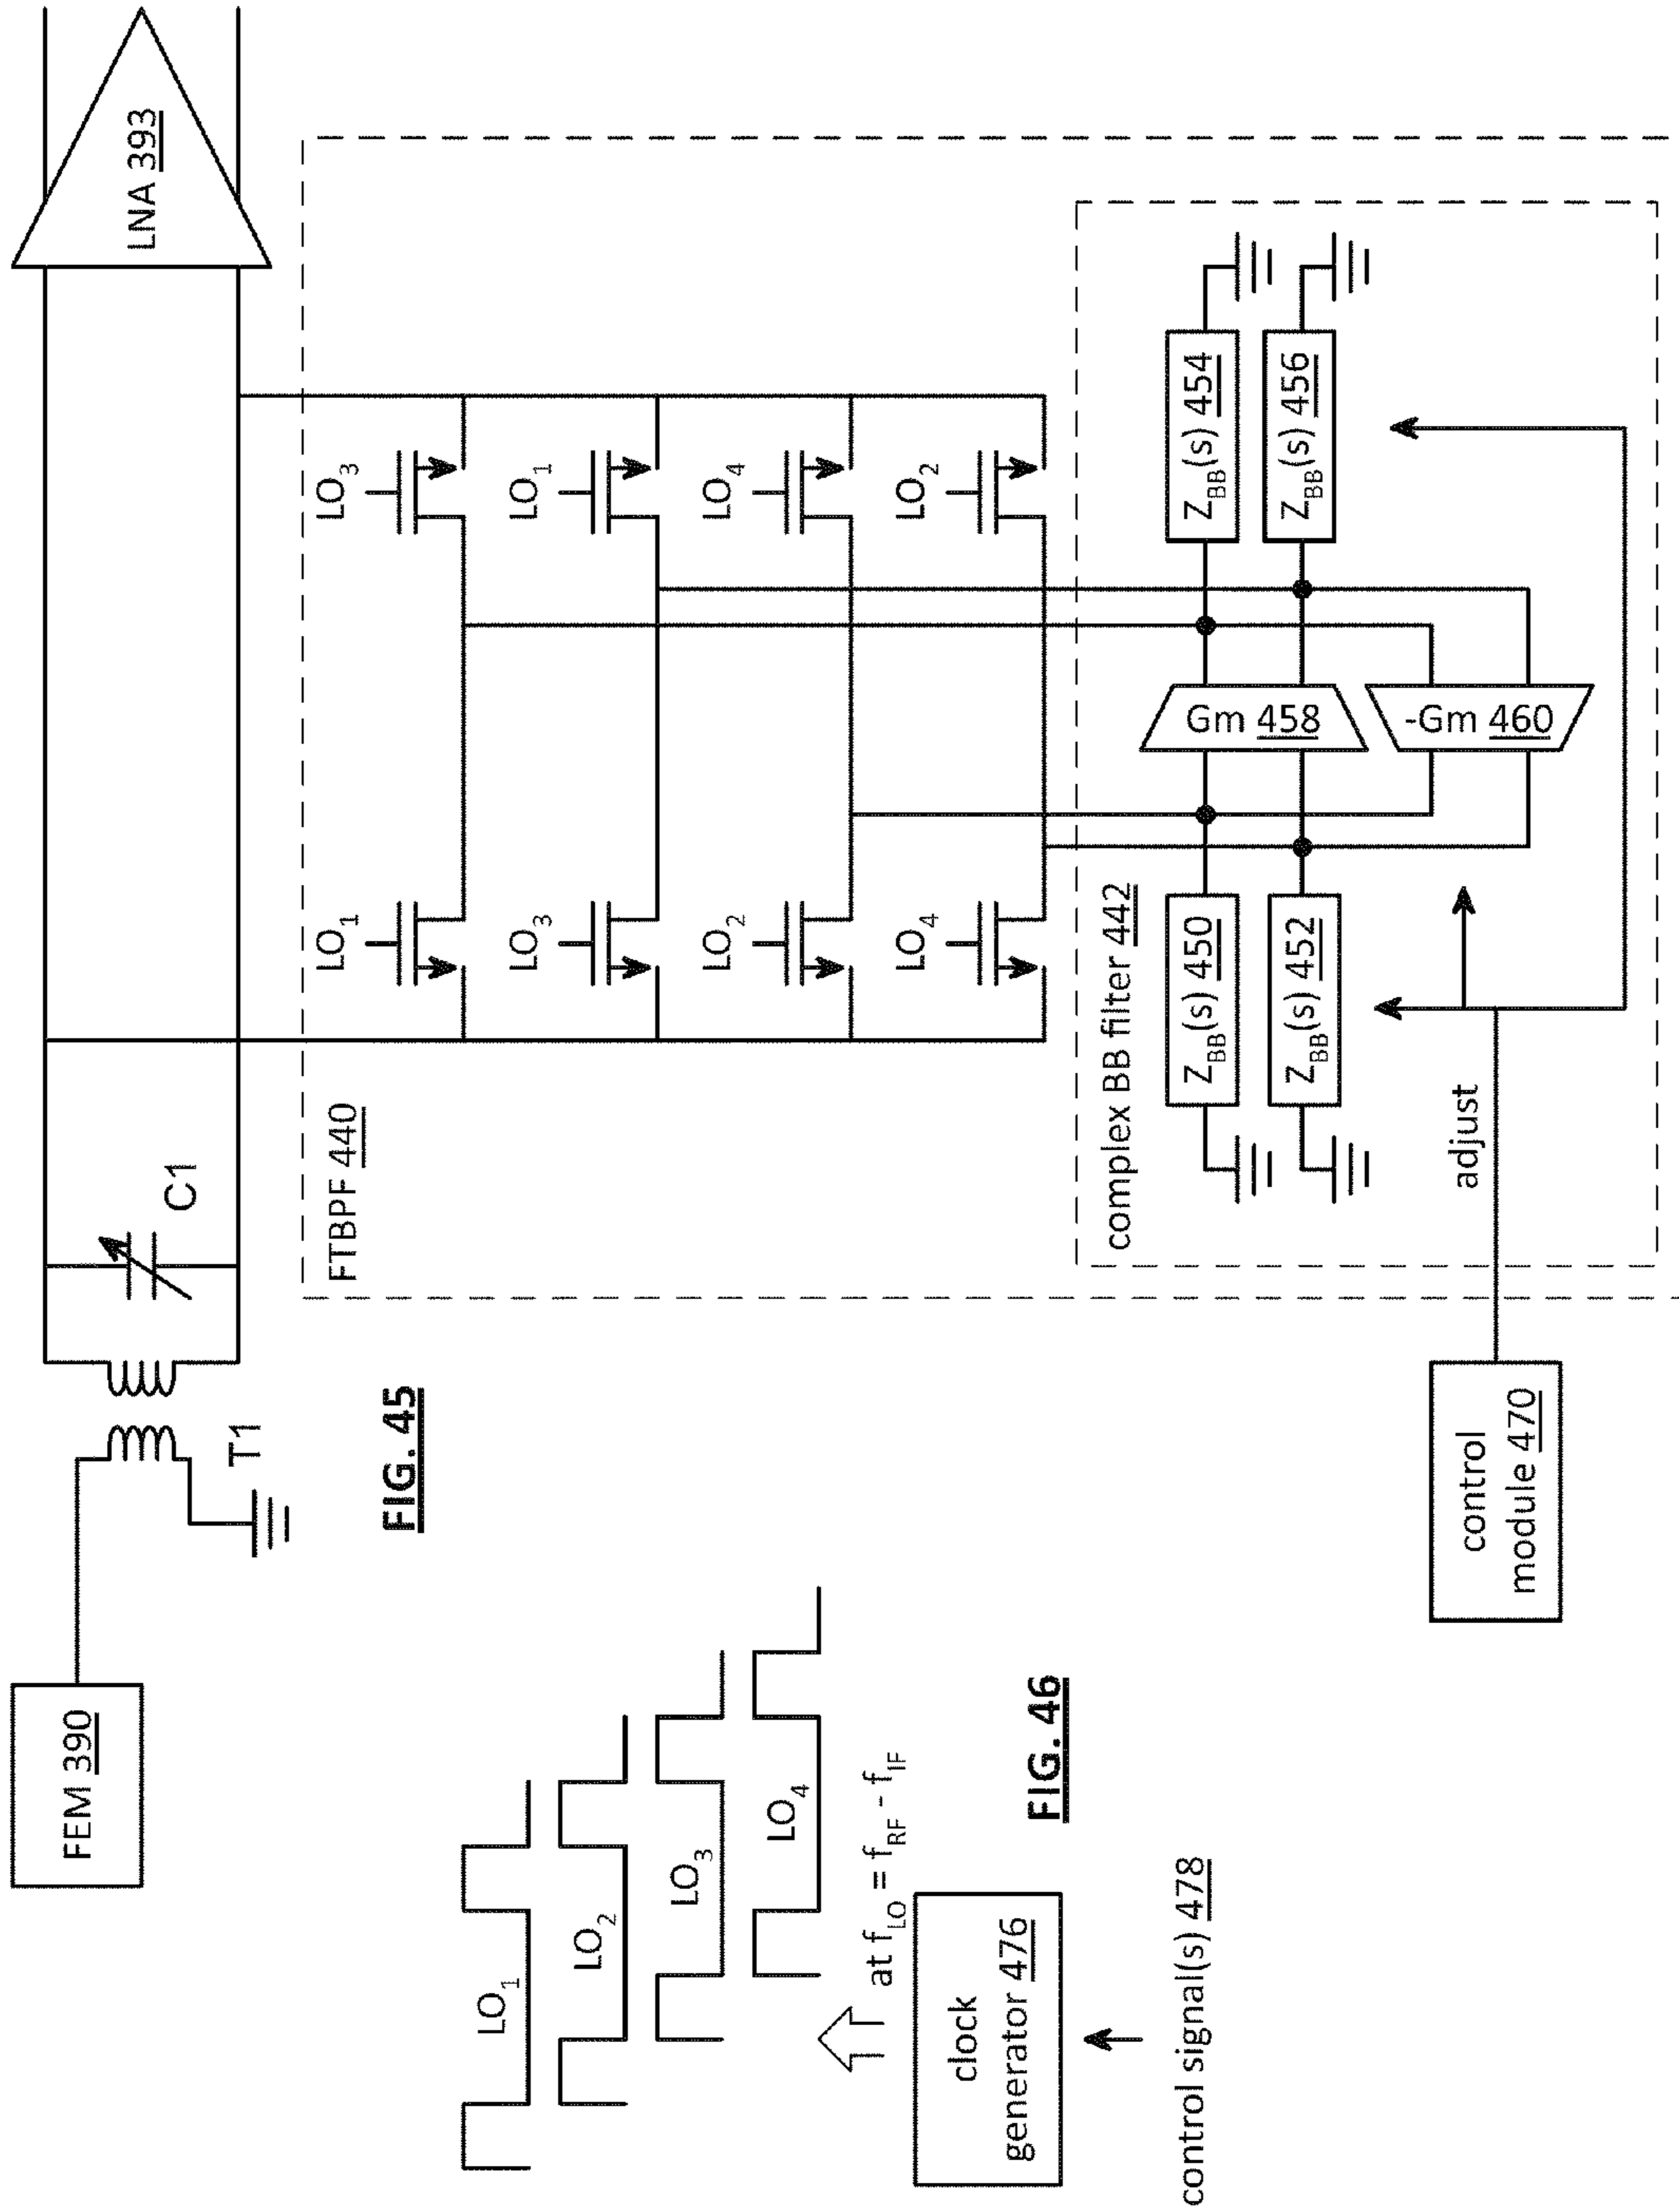 FEM 390
T1
C1
LNA 393
FIG. 45
FTBPF 440
LO1
LO3
LO3
LO1
LO2
LO4
LO4
LO2
complex BB filter 442
ZBB(s) 450
Gm 458
ZBB(s) 454
ZBB(s) 452
-Gm 460
ZBB(s) 456
adjust
control
module 470
LO1
LO2
LO3
LO4
at fLO = fRF - fIF
clock
generator 476
FIG. 46
control signal(s) 478